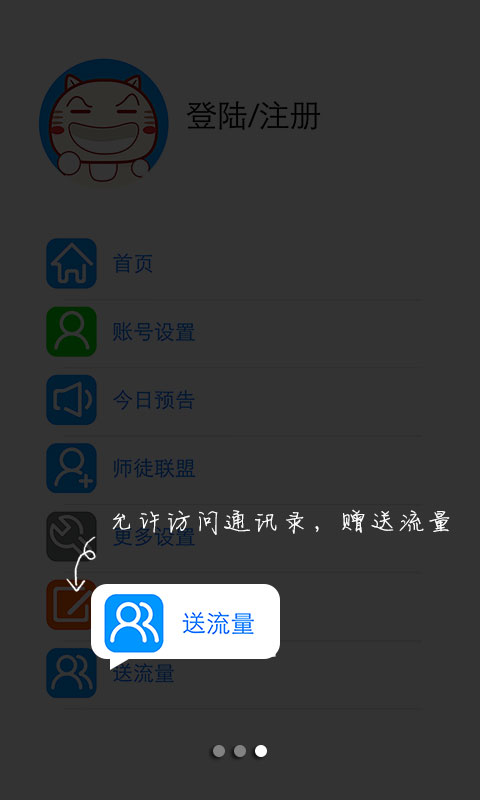 登陆/注册
首页
账号设置
今日预告
师徒联盟
允许访问通讯录，赠送流量
更多设置
送流量
送流量